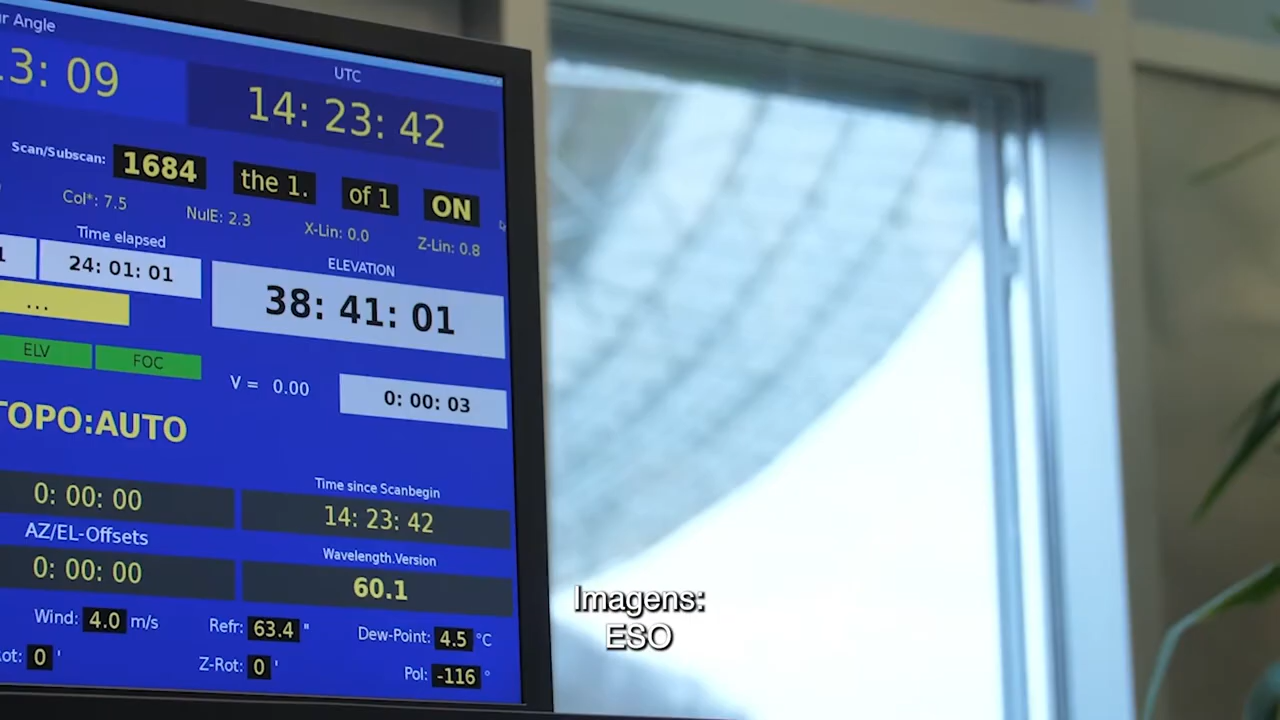 Angle
UTC
3: 09
14: 23: 42
Scan/Subscan: 1684 the 1. of 1 ON
Col*: 7.5 NulE: 2.3 X-Lin: 0.0 Z-Lin: 0.8
Time elapsed
ELEVATION
24: 01: 01
38: 41: 01
...
ELV FOC
V = 0.00 0: 00: 03
TOPO:AUTO
Time since Scanbegin
0: 00: 00 14: 23: 42
AZ/EL-Offsets
Wavelength.Version
0: 00: 00 60.1
Wind: 4.0 m/s Refr: 63.4 " Dew-Point: 4.5 °C
0 ' Z-Rot: 0 ' Pol: -116 °
Imagens:
ESO